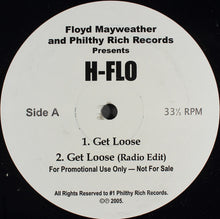 Floyd Mayweather
and Philthy Rich Records
Presents
H-FLO
Side A
33⅓ RPM
1. Get Loose
2. Get Loose (Radio Edit)
For Promotional Use Only — Not For Sale
All Rights Reserved to #1 Philthy Rich Records.
©℗ 2005.